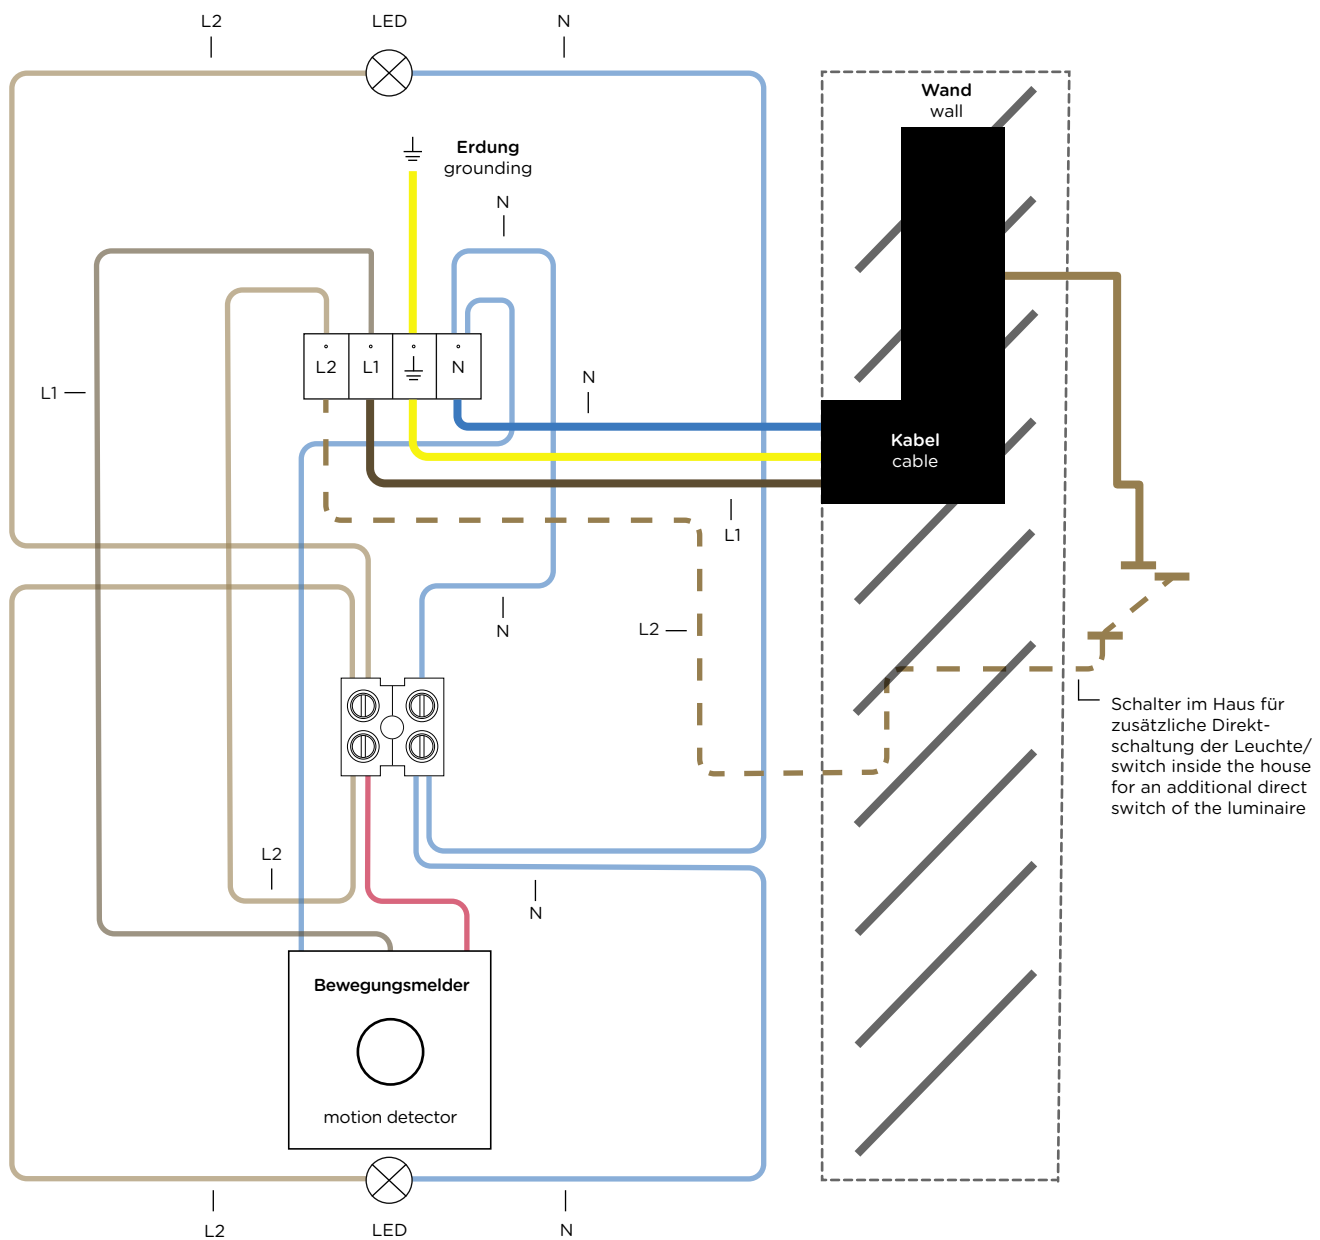 L2
LED
N
Wand
wall
Erdung
grounding
N
L2
L1
N
L1
N
Kabel
cable
L1
L2
N
Schalter im Haus für
zusätzliche Direkt-
schaltung der Leuchte/
switch inside the house
for an additional direct
switch of the luminaire
L2
N
Bewegungsmelder
motion detector
L2
LED
N